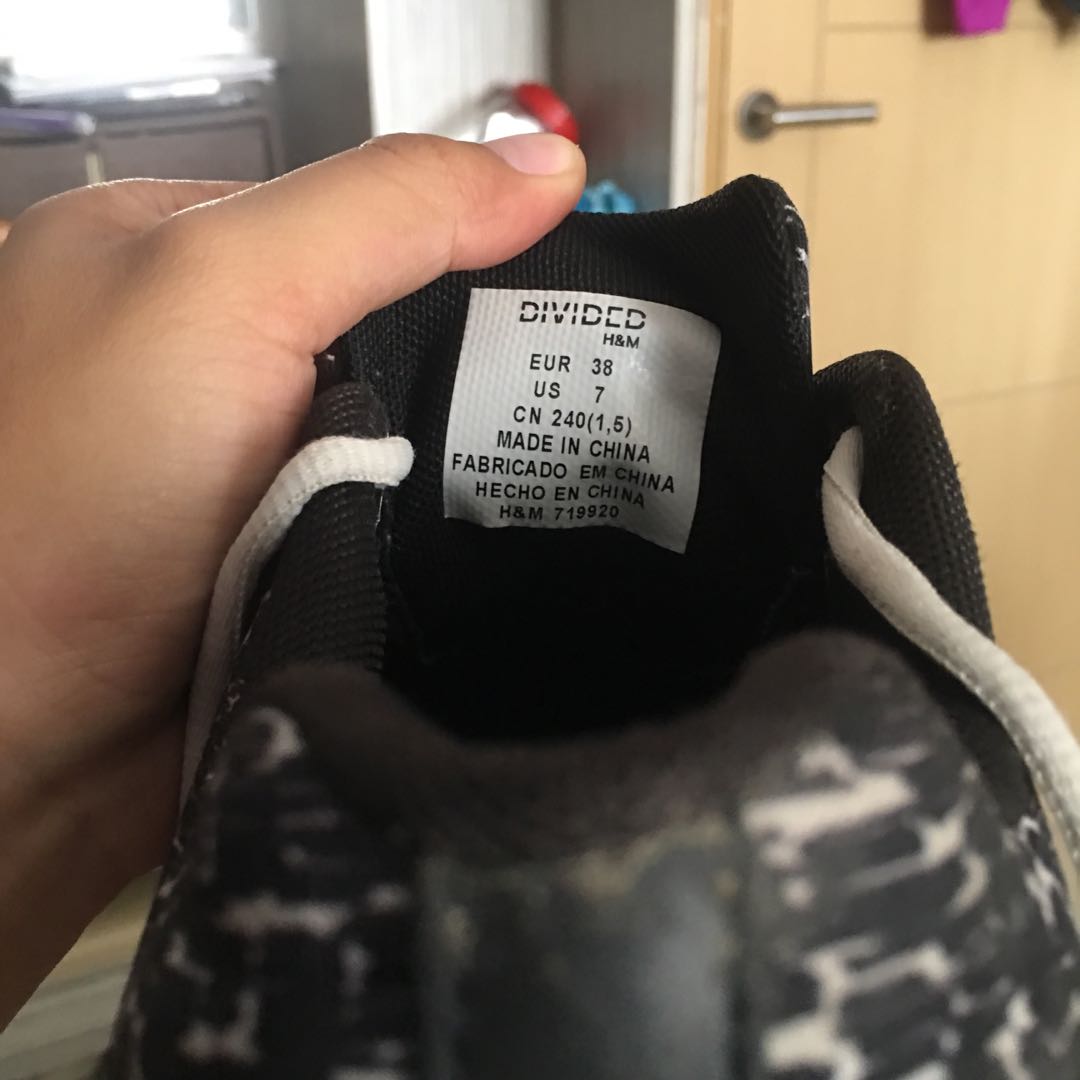 DIVIDED
H&M
EUR 38
US 7
CN 240(1,5)
MADE IN CHINA
FABRICADO EM CHINA
HECHO EN CHINA
H&M 719920